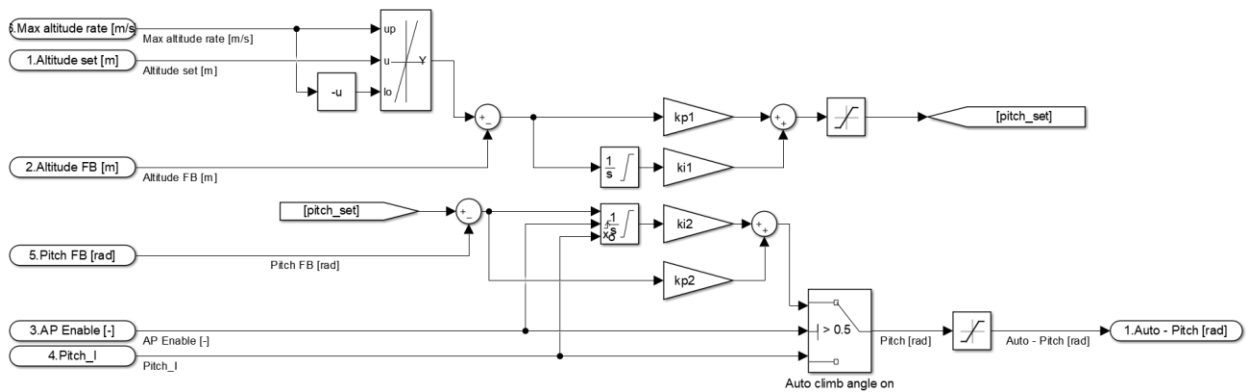 6.Max altitude rate [m/s]
Max altitude rate [m/s]
up
1.Altitude set [m]
Altitude set [m]
u
Y
-u
lo
+
−
kp1
+
+
[pitch_set]
2.Altitude FB [m]
Altitude FB [m]
1
s
ki1
[pitch_set]
+
−
1
s
x
o
ki2
+
+
5.Pitch FB [rad]
Pitch FB [rad]
kp2
3.AP Enable [-]
AP Enable [-]
> 0.5
Pitch [rad]
Auto - Pitch [rad]
1.Auto - Pitch [rad]
4.Pitch_I
Pitch_I
Auto climb angle on